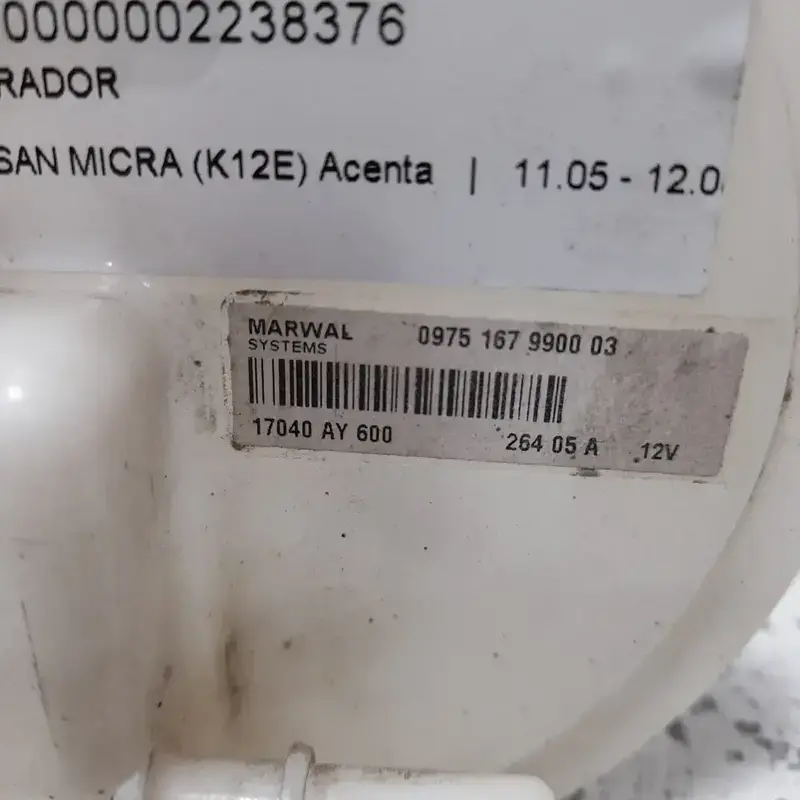 0000002238376
RADOR
SAN MICRA (K12E) Acenta | 11.05 - 12.0
MARWAL 0975 167 9900 03
SYSTEMS
17040 AY 600 264 05 A 12V